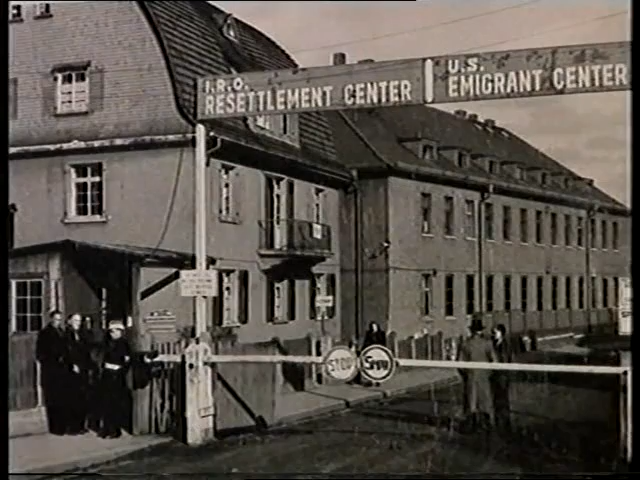 I.R.O.
RESETTLEMENT CENTER
U.S.
EMIGRANT CENTER
STOP
STOP